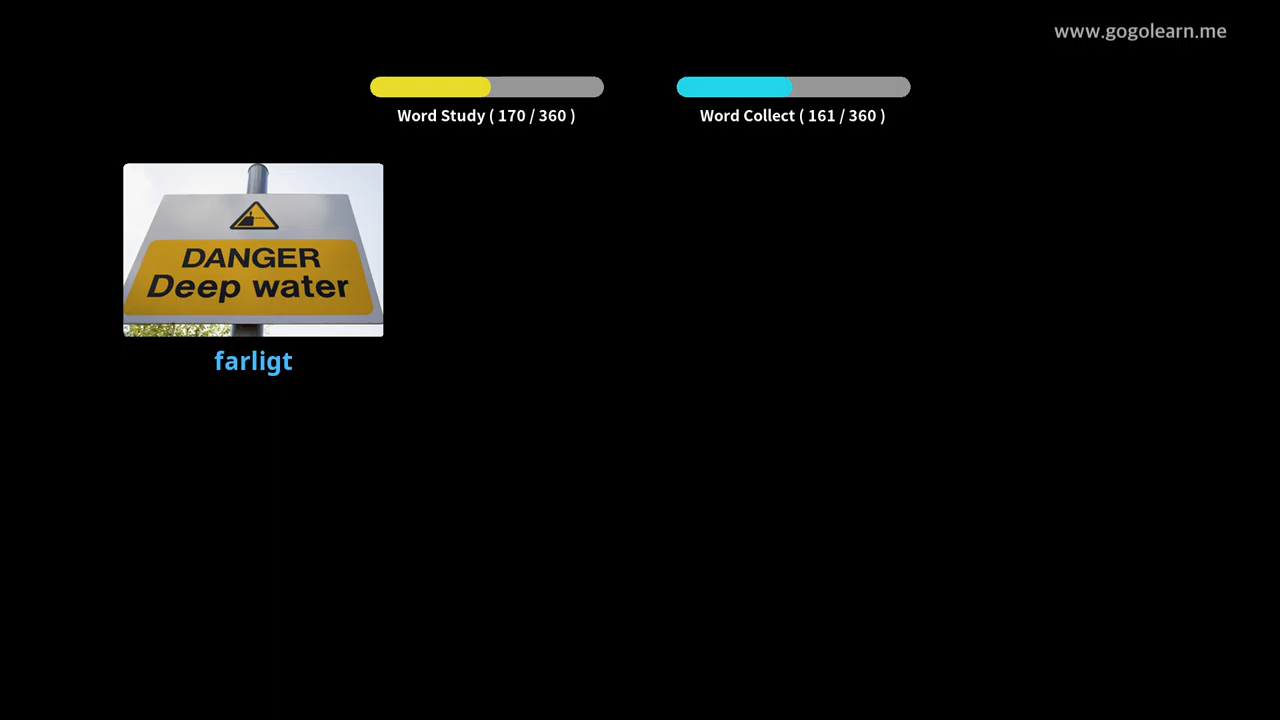 www.gogolearn.me
Word Study ( 170 / 360 )
Word Collect ( 161 / 360 )
DANGER
Deep water
farligt